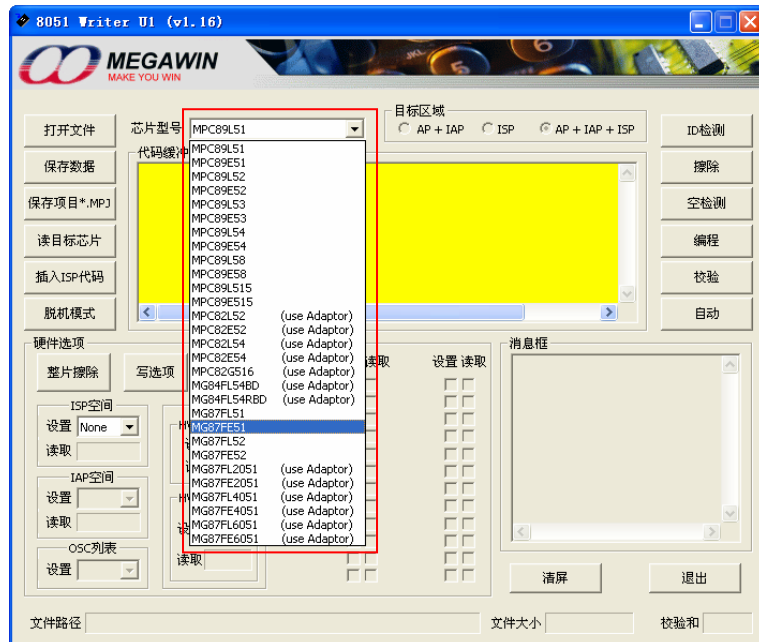 8051 Writer U1 (v1.16)
MEGAWIN
MAKE YOU WIN
目标区域
打开文件
芯片型号
MPC89L51
AP + IAP
ISP
AP + IAP + ISP
ID检测
代码缓冲
保存数据
擦除
保存项目*.MPJ
空检测
读目标芯片
编程
插入ISP代码
校验
脱机模式
自动
MPC89L51
MPC89E51
MPC89L52
MPC89E52
MPC89L53
MPC89E53
MPC89L54
MPC89E54
MPC89L58
MPC89E58
MPC89L515
MPC89E515
MPC82L52 (use Adaptor)
MPC82E52 (use Adaptor)
MPC82L54 (use Adaptor)
MPC82E54 (use Adaptor)
MPC82G516 (use Adaptor)
MG84FL54BD (use Adaptor)
MG84FL54RBD (use Adaptor)
MG87FL51
MG87FE51
MG87FL52
MG87FE52
MG87FL2051 (use Adaptor)
MG87FE2051 (use Adaptor)
MG87FL4051 (use Adaptor)
MG87FE4051 (use Adaptor)
MG87FL6051 (use Adaptor)
MG87FE6051 (use Adaptor)
硬件选项
整片擦除
写选项
读取
设置 读取
消息框
ISP空间
设置 None
读取
IAP空间
设置
读取
OSC列表
设置
读取
清屏
退出
文件路径
文件大小
校验和